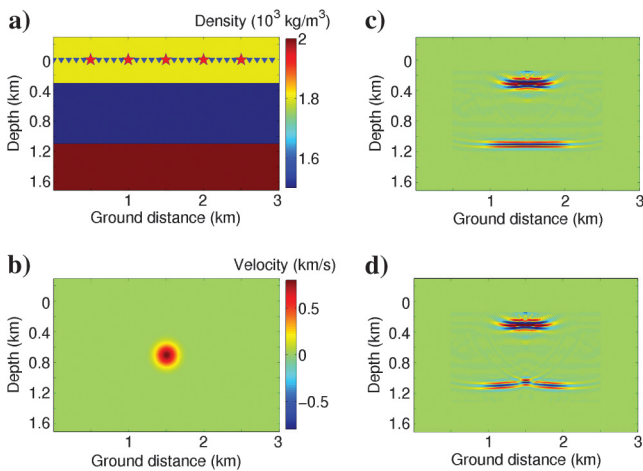 a)
Density (10³ kg/m³)
Depth (km)
0
0.4
0.8
1.2
1.6
1
2
3
Ground distance (km)
2
1.8
1.6
c)
Depth (km)
0
0.4
0.8
1.2
1.6
1
2
3
Ground distance (km)
b)
Velocity (km/s)
Depth (km)
0
0.4
0.8
1.2
1.6
1
2
3
Ground distance (km)
0.5
0
−0.5
d)
Depth (km)
0
0.4
0.8
1.2
1.6
1
2
3
Ground distance (km)